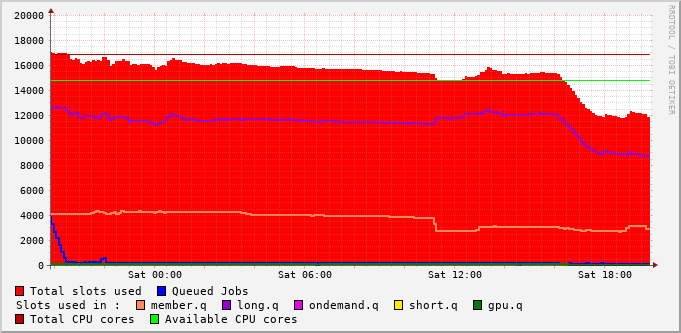 20000
18000
16000
14000
12000
10000
8000
6000
4000
2000
0
Sat 00:00 Sat 06:00 Sat 12:00 Sat 18:00
RRDTOOL / TOBI OETIKER
Total slots used Queued Jobs
Slots used in : member.q long.q ondemand.q short.q gpu.q
Total CPU cores Available CPU cores